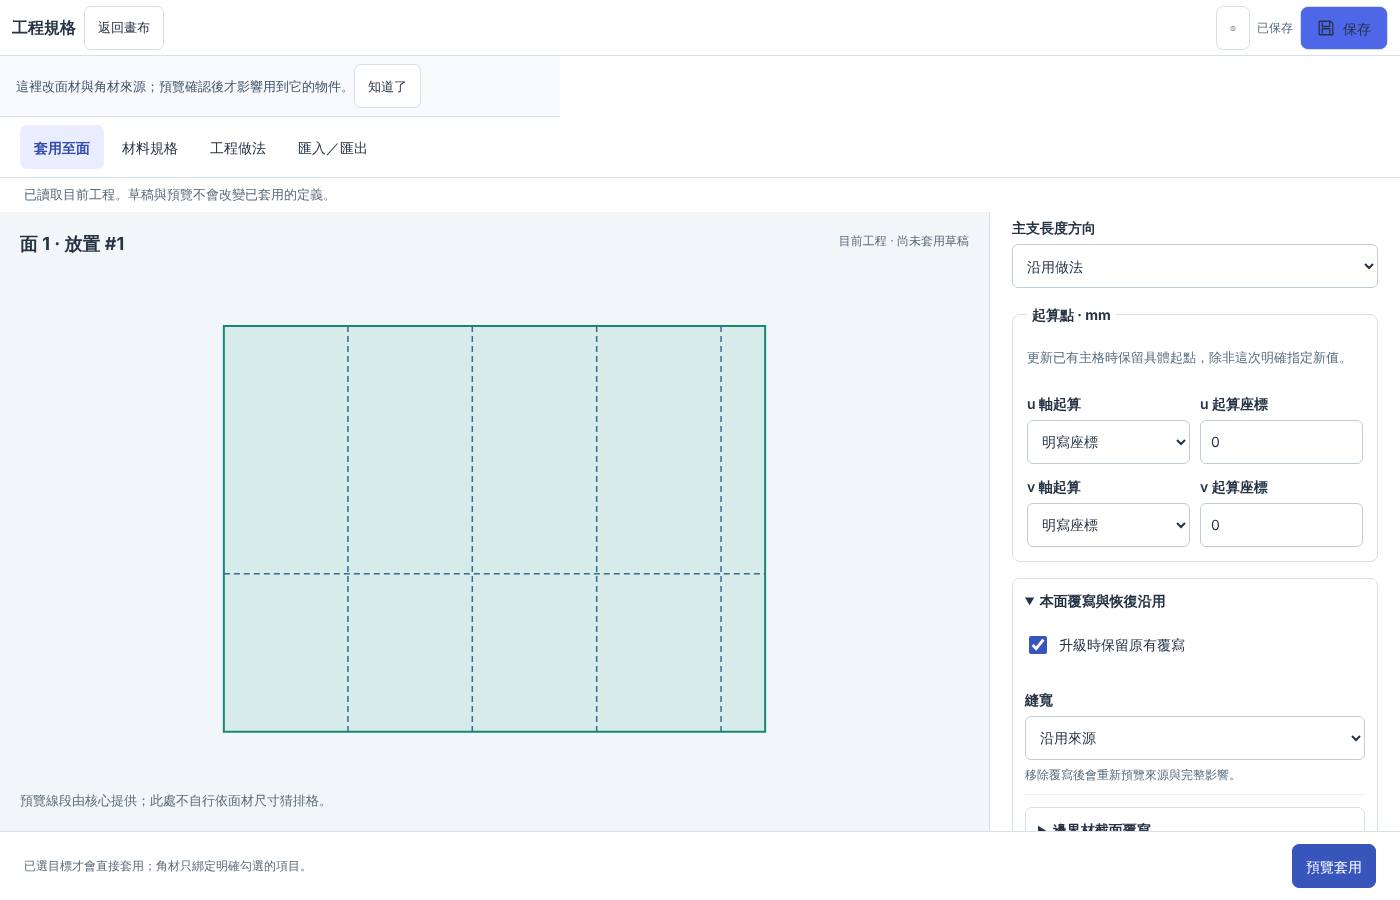 工程規格
返回畫布
已保存
保存
這裡改面材與角材來源；預覽確認後才影響用到它的物件。
知道了
套用至面
材料規格
工程做法
匯入／匯出
已讀取目前工程。草稿與預覽不會改變已套用的定義。
面 1 · 放置 #1
目前工程 · 尚未套用草稿
預覽線段由核心提供；此處不自行依面材尺寸猜排格。
主支長度方向
沿用做法
起算點 · mm
更新已有主格時保留具體起點，除非這次明確指定新值。
u 軸起算
u 起算座標
明寫座標
0
v 軸起算
v 起算座標
明寫座標
0
本面覆寫與恢復沿用
升級時保留原有覆寫
縫寬
沿用來源
移除覆寫後會重新預覽來源與完整影響。
邊界材截面覆寫
已選目標才會直接套用；角材只綁定明確勾選的項目。
預覽套用